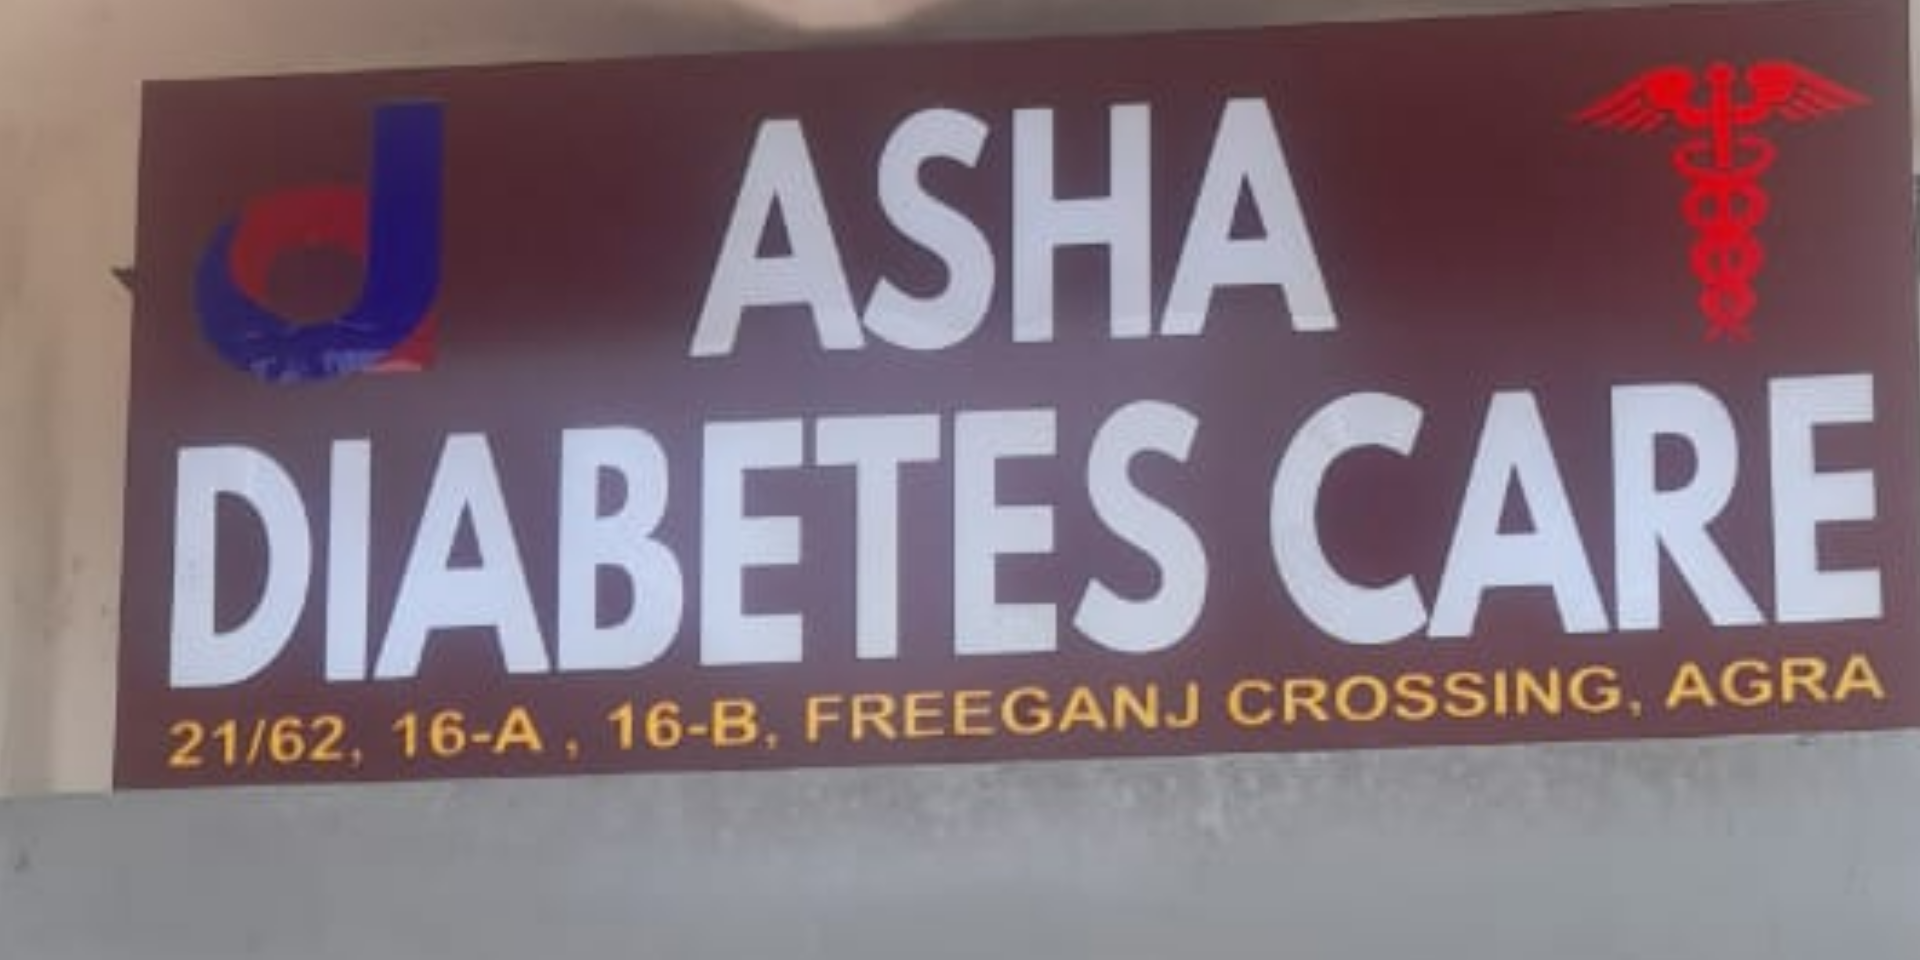 ASHA
DIABETES CARE
21/62, 16-A , 16-B, FREEGANJ CROSSING, AGRA